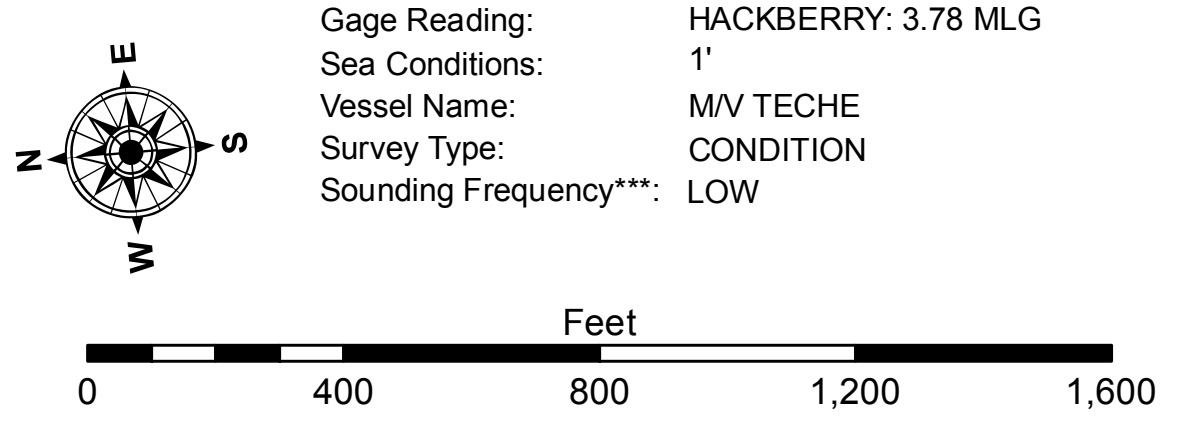 Gage Reading: HACKBERRY: 3.78 MLG
Sea Conditions: 1'
Vessel Name: M/V TECHE
Survey Type: CONDITION
Sounding Frequency***: LOW
E
N
S
W
Feet
0 400 800 1,200 1,600